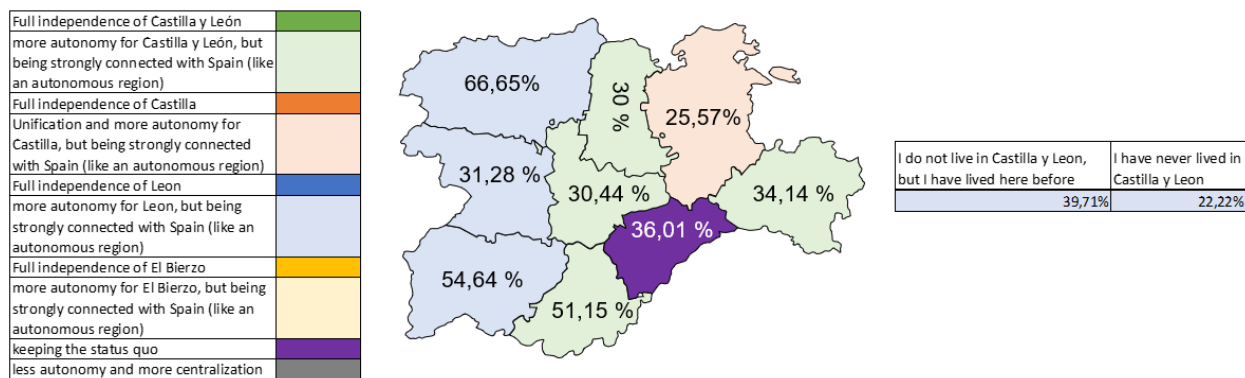 Full independence of Castilla y León
more autonomy for Castilla y León, but
being strongly connected with Spain (like
an autonomous region)
Full independence of Castilla
Unification and more autonomy for
Castilla, but being strongly connected
with Spain (like an autonomous region)
Full independence of Leon
more autonomy for Leon, but being
strongly connected with Spain (like an
autonomous region)
Full independence of El Bierzo
more autonomy for El Bierzo, but being
strongly connected with Spain (like an
autonomous region)
keeping the status quo
less autonomy and more centralization
66,65%
30 %
25,57%
31,28 %
30,44 %
34,14 %
36,01 %
54,64 %
51,15 %
I do not live in Castilla y Leon,
but I have lived here before
39,71%
I have never lived in
Castilla y Leon
22,22%